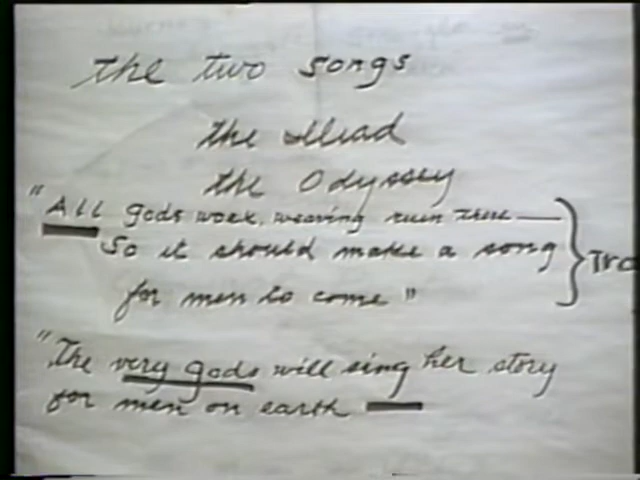 the two songs
the Iliad
the Odyssey
"All gods work, weaving ruin there —
So it should make a song
for men to come"
"The very gods will sing her story
for men on earth —